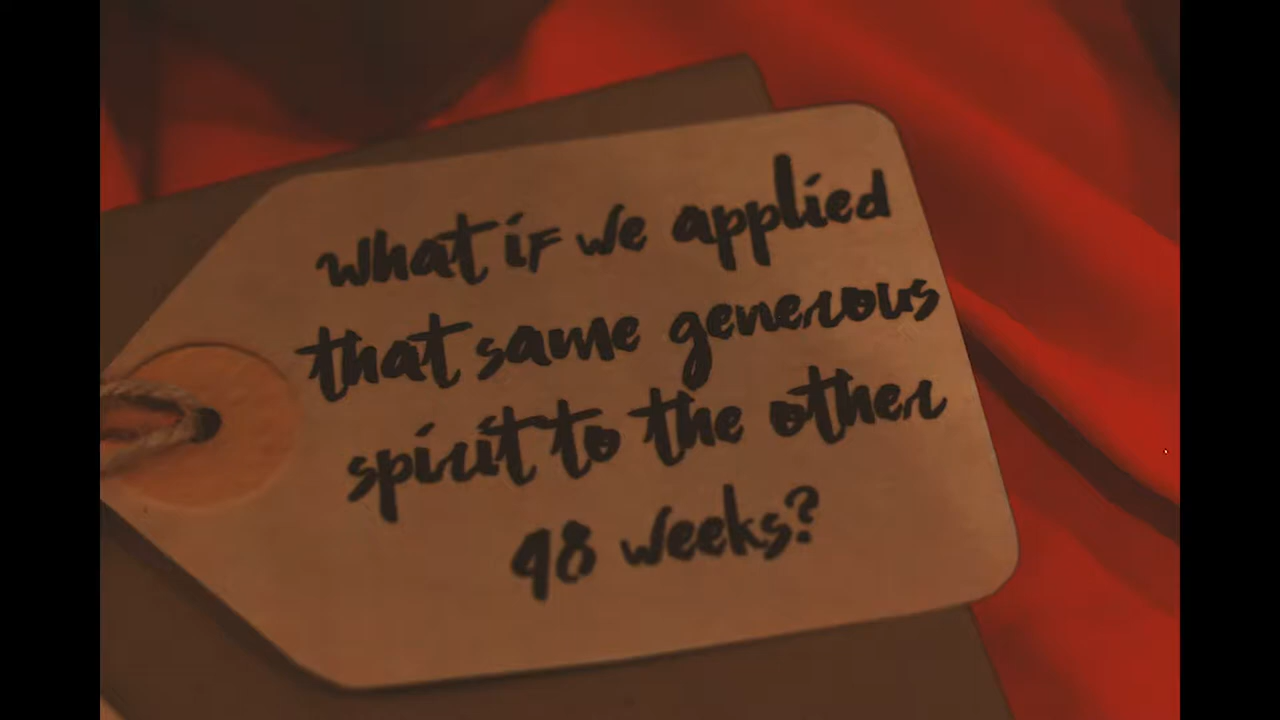 What if we applied
that same generous
spirit to the other
48 weeks?